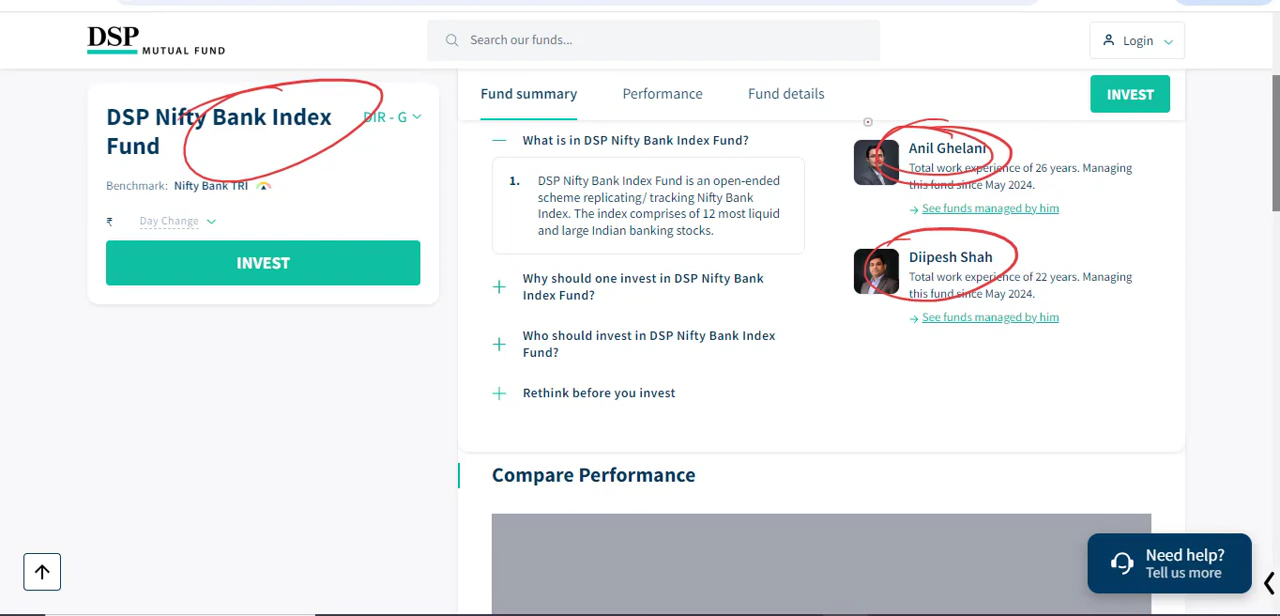 DSP
MUTUAL FUND
Search our funds...
Login
DSP Nifty Bank Index
Fund
DIR - G
Benchmark: Nifty Bank TRI
₹ Day Change
INVEST
Fund summary
Performance
Fund details
INVEST
What is in DSP Nifty Bank Index Fund?
1. DSP Nifty Bank Index Fund is an open-ended
scheme replicating/ tracking Nifty Bank
Index. The index comprises of 12 most liquid
and large Indian banking stocks.
Why should one invest in DSP Nifty Bank
Index Fund?
Who should invest in DSP Nifty Bank Index
Fund?
Rethink before you invest
Anil Ghelani
Total work experience of 26 years. Managing
this fund since May 2024.
See funds managed by him
Diipesh Shah
Total work experience of 22 years. Managing
this fund since May 2024.
See funds managed by him
Compare Performance
Need help?
Tell us more